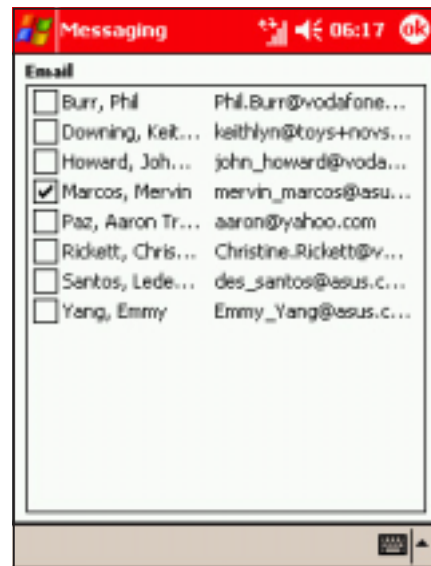 Messaging 06:17 ok
Email
Burr, Phil Phil.Burr@vodafone...
Downing, Keit... keithlyn@toys+novs...
Howard, Joh... john_howard@voda...
Marcos, Mervin mervin_marcos@asu...
Paz, Aaron Tr... aaron@yahoo.com
Rickett, Chris... Christine.Rickett@v...
Santos, Lede... des_santos@asus.c...
Yang, Emmy Emmy_Yang@asus.c...